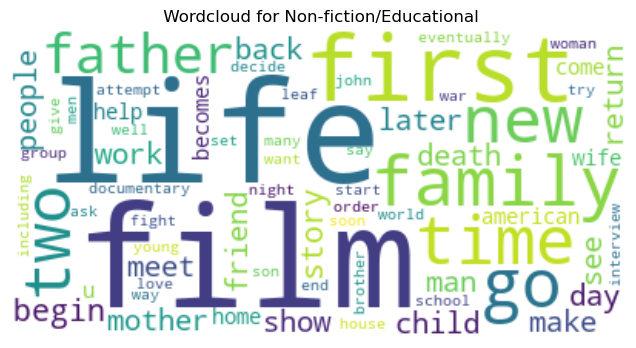 Wordcloud for Non-fiction/Educational
father
back
eventually
woman
people
attempt
decide
john
first
come
return
give
men
help
well
becomes
leaf
war
try
life
set
many
later
new
group
work
want
say
death
wife
documentary
night
start
family
including
two
ask
fight
film
order
world
american
young
friend
story
soon
time
see
interview
meet
son
brother
man
love
go
begin
u
way
end
school
day
mother
home
show
house
child
make